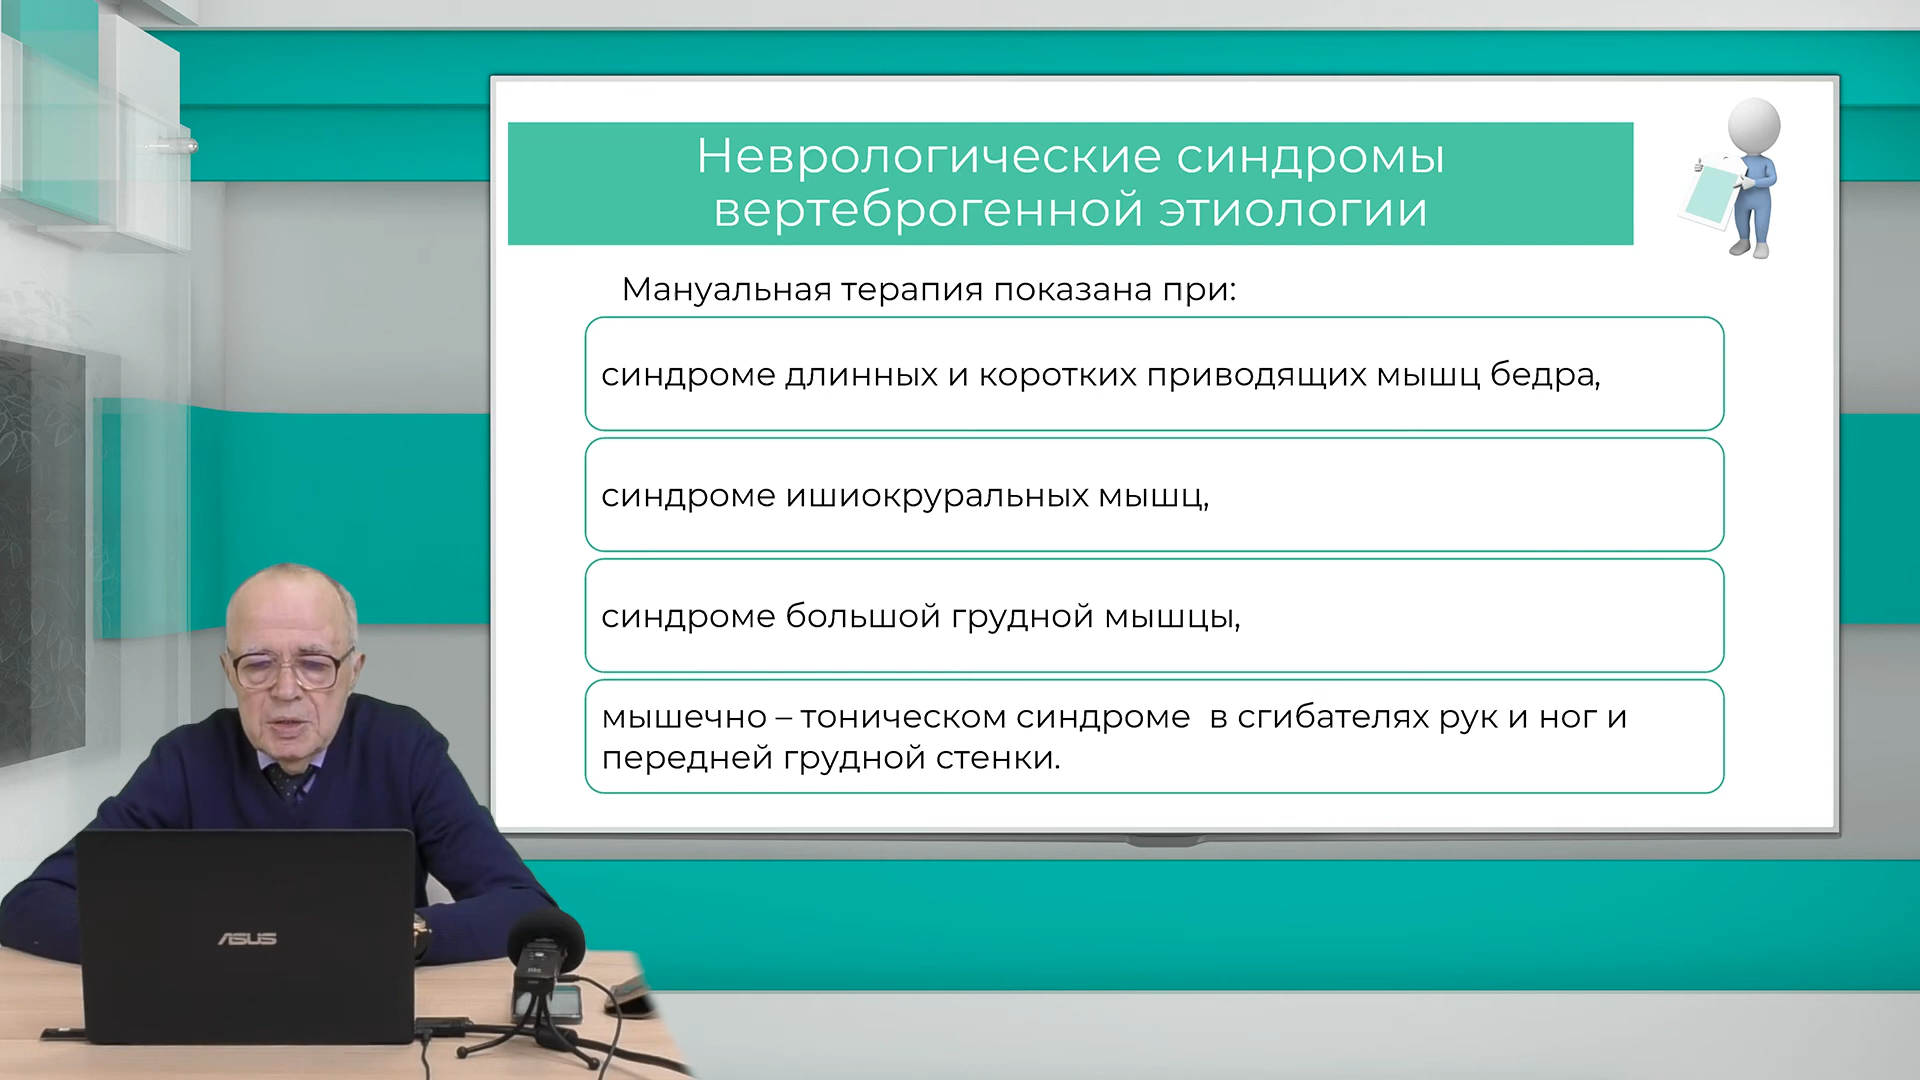 Неврологические синдромы
вертеброгенной этиологии
Мануальная терапия показана при:
синдроме длинных и коротких приводящих мышц бедра,
синдроме ишиокруральных мышц,
синдроме большой грудной мышцы,
мышечно – тоническом синдроме  в сгибателях рук и ног и
передней грудной стенки.
ASUS